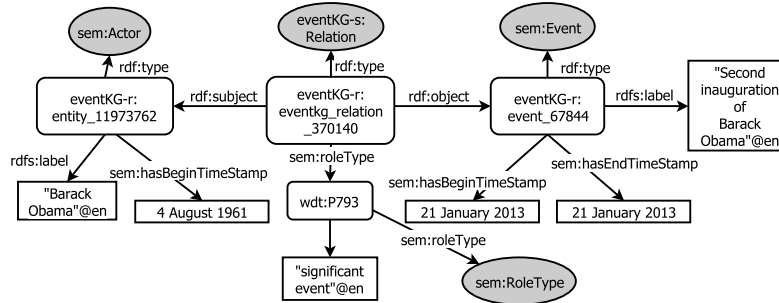 sem:Actor
eventKG-s:
Relation
sem:Event
rdf:type
rdf:type
rdf:type
eventKG-r:
entity_11973762
rdf:subject
eventKG-r:
eventkg_relation
_370140
rdf:object
eventKG-r:
event_67844
rdfs:label
"Second
inauguration
of
Barack
Obama"@en
rdfs:label
sem:hasBeginTimeStamp
sem:roleType
sem:hasBeginTimeStamp
sem:hasEndTimeStamp
"Barack
Obama"@en
4 August 1961
wdt:P793
21 January 2013
21 January 2013
sem:roleType
"significant
event"@en
sem:RoleType